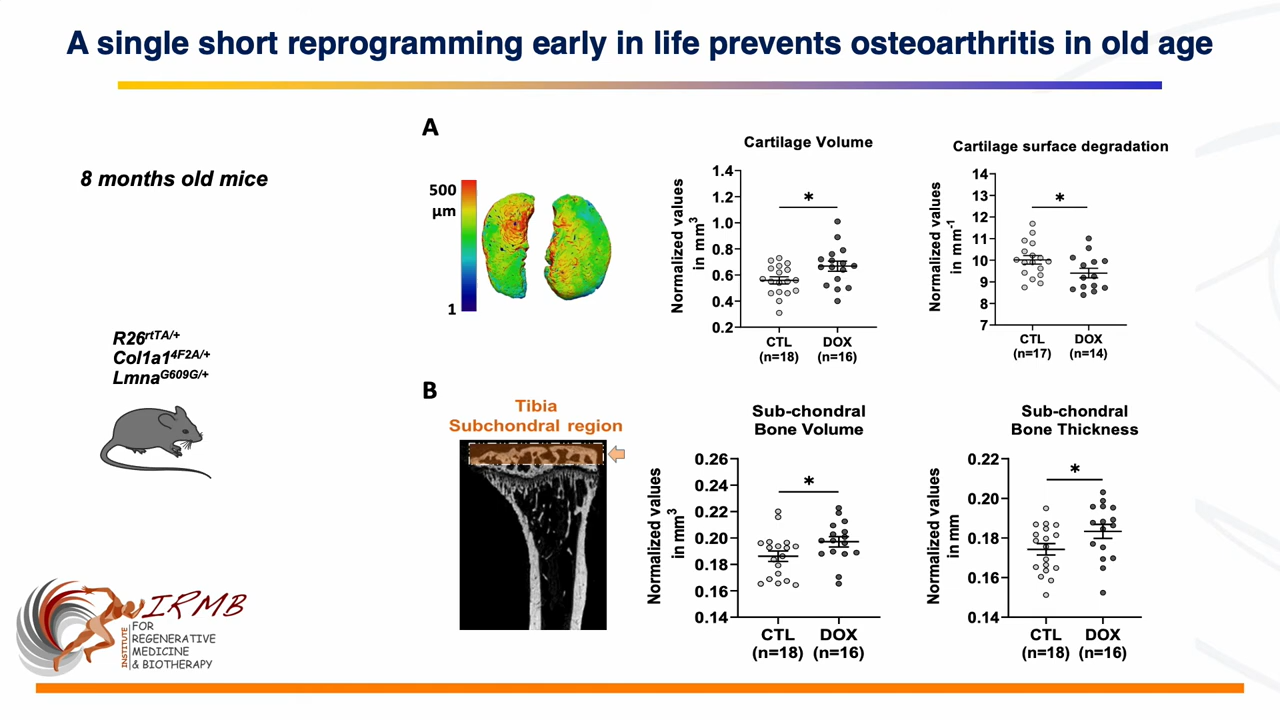 A single short reprogramming early in life prevents osteoarthritis in old age
8 months old mice
R26rtTA/+
Col1a14F2A/+
LmnaG609G/+
IRMB
INSTITUTE
FOR
REGENERATIVE
MEDICINE
& BIOTHERAPY
A
500
µm
1
Cartilage Volume
Normalized values
in mm3
1.4
1.2
1.0
0.8
0.6
0.4
0.2
*
CTL
(n=18)
DOX
(n=16)
Cartilage surface degradation
Normalized values
in mm-1
14
13
12
11
10
9
8
7
*
CTL
(n=17)
DOX
(n=14)
B
Tibia
Subchondral region
Sub-chondral
Bone Volume
Normalized values
in mm3
0.26
0.24
0.22
0.20
0.18
0.16
0.14
*
CTL
(n=18)
DOX
(n=16)
Sub-chondral
Bone Thickness
Normalized values
in mm
0.22
0.20
0.18
0.16
0.14
*
CTL
(n=18)
DOX
(n=16)